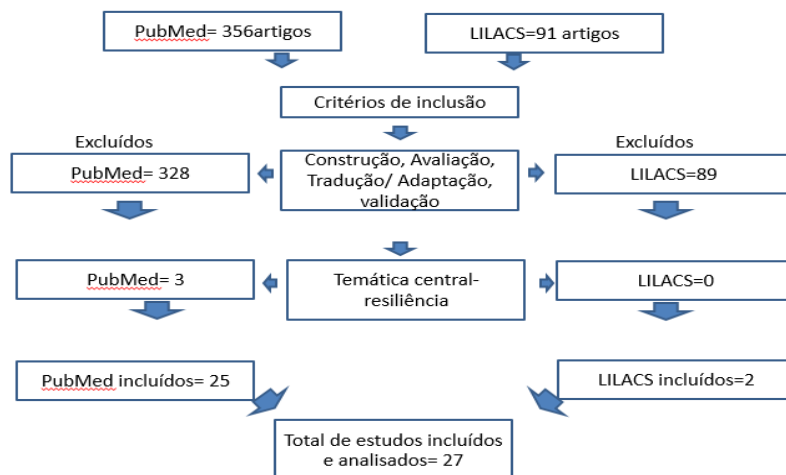 PubMed= 356artigos
LILACS=91 artigos
Critérios de inclusão
Excluídos
Excluídos
PubMed= 328
Construção, Avaliação,
Tradução/ Adaptação,
validação
LILACS=89
PubMed= 3
Temática central-
resiliência
LILACS=0
PubMed incluídos= 25
LILACS incluídos=2
Total de estudos incluídos
e analisados= 27